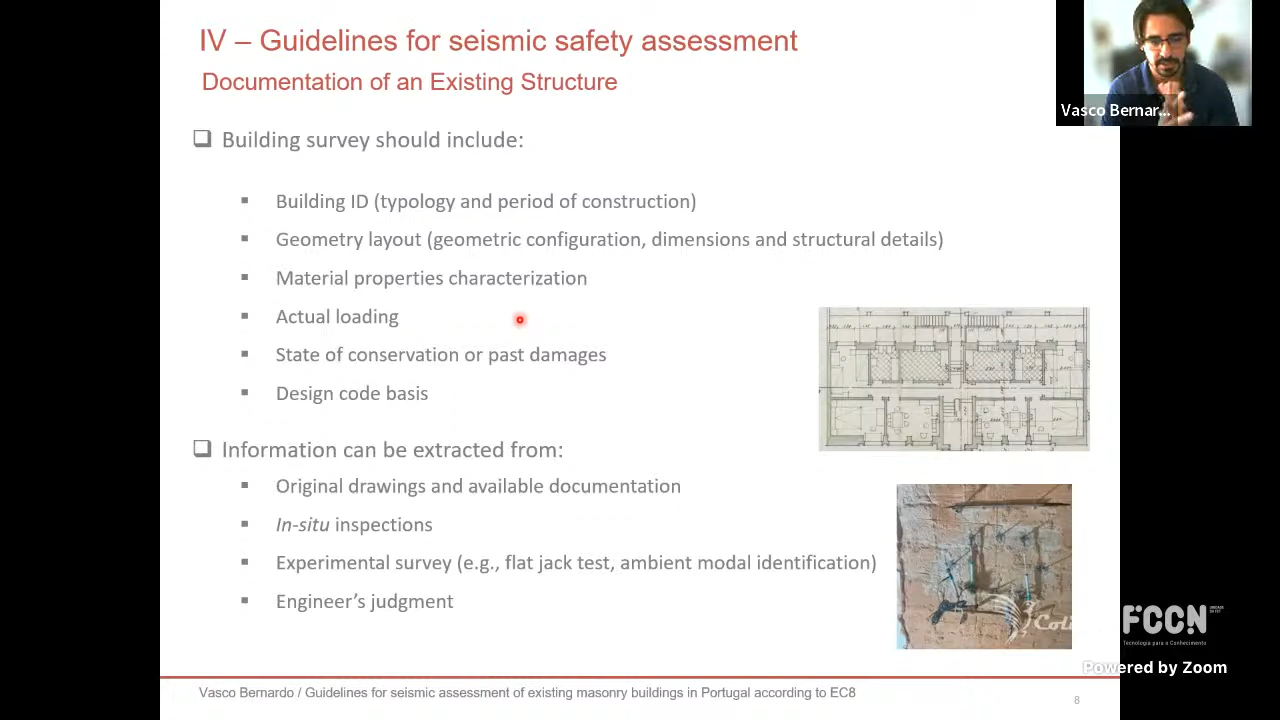 IV – Guidelines for seismic safety assessment
Documentation of an Existing Structure
Vasco Bernar...
Building survey should include:
Building ID (typology and period of construction)
Geometry layout (geometric configuration, dimensions and structural details)
Material properties characterization
Actual loading
State of conservation or past damages
Design code basis
Information can be extracted from:
Original drawings and available documentation
In-situ inspections
Experimental survey (e.g., flat jack test, ambient modal identification)
Engineer’s judgment
FCCN
Tecnologia para o Conhecimento
Powered by Zoom
Vasco Bernardo / Guidelines for seismic assessment of existing masonry buildings in Portugal according to EC8
8